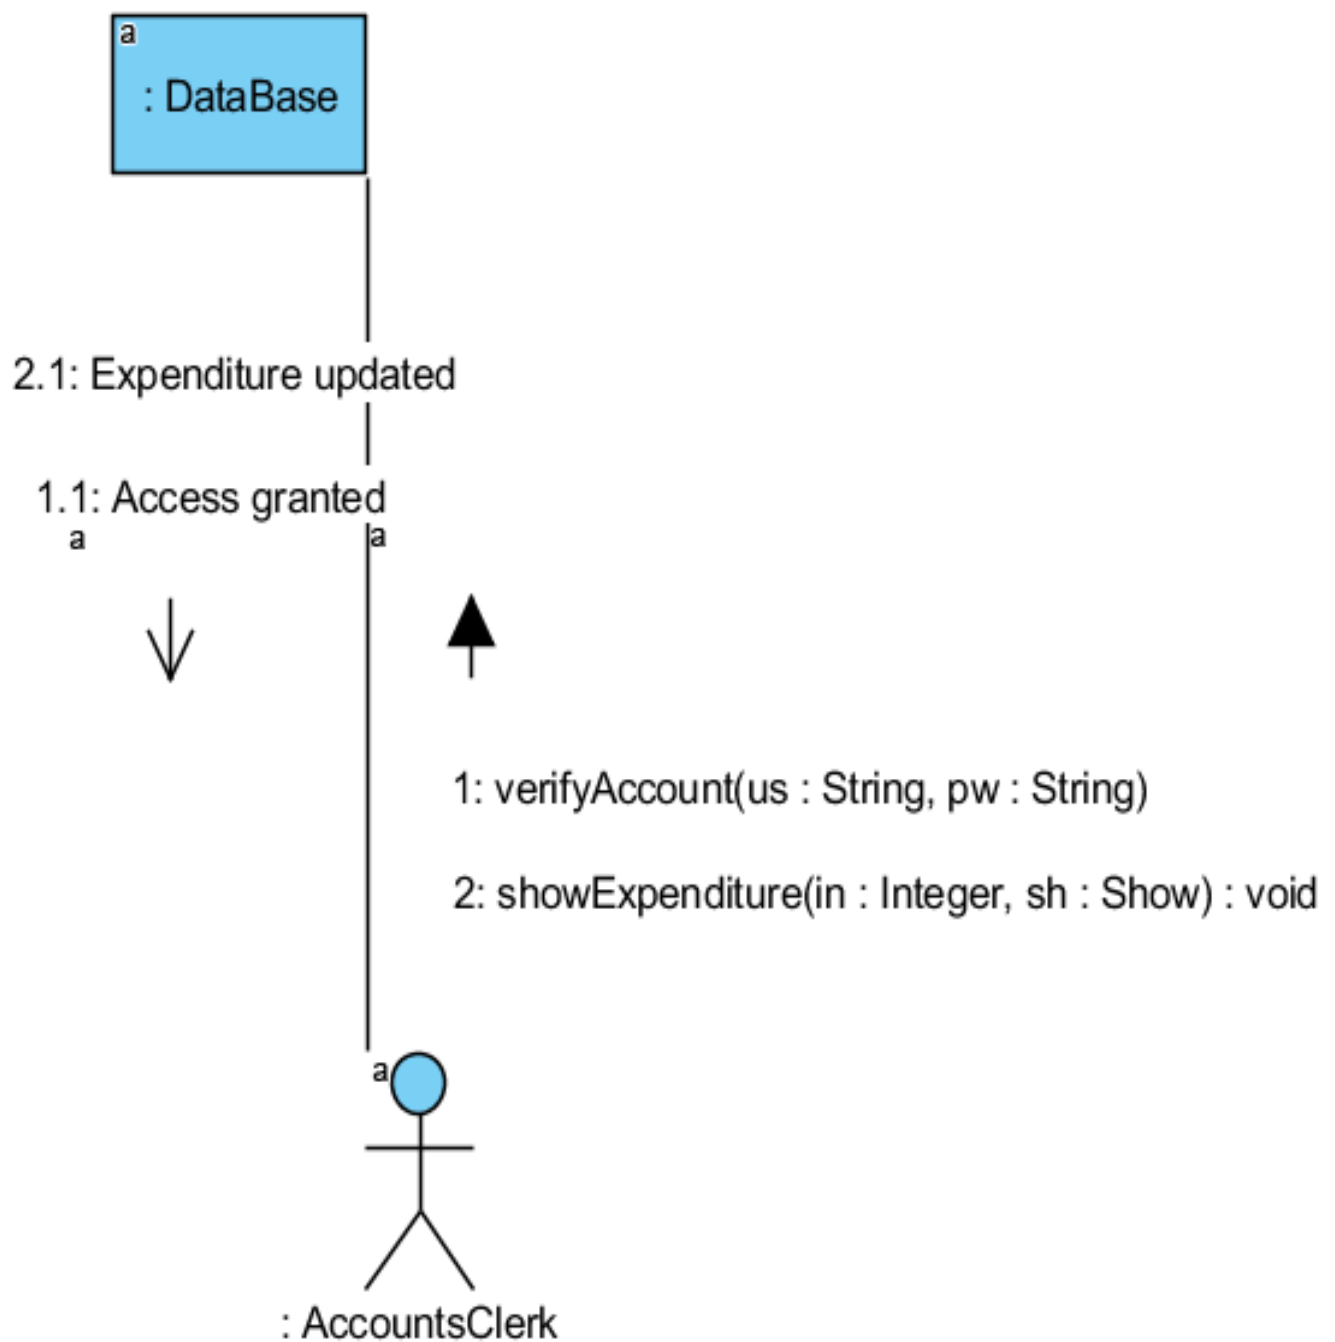 a
: DataBase
2.1: Expenditure updated
1.1: Access granted
a
a
1: verifyAccount(us : String, pw : String)
2: showExpenditure(in : Integer, sh : Show) : void
a
: AccountsClerk